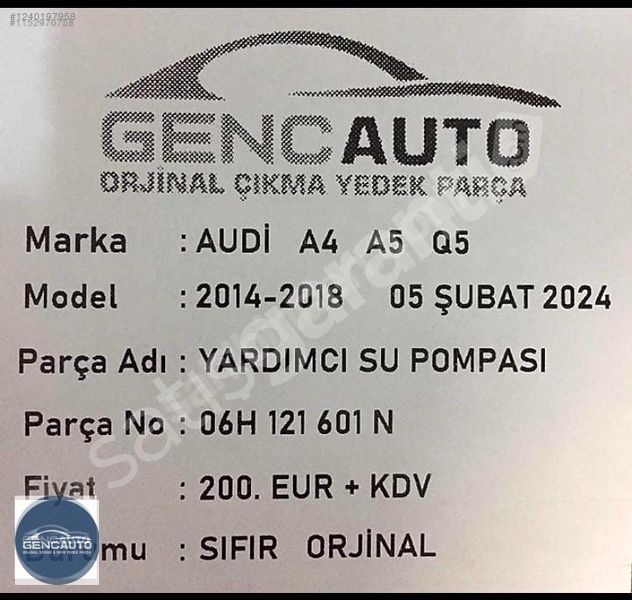 #1240197958
#1152970758
GENCAUTO
ORJİNAL ÇIKMA YEDEK PARÇA
Marka : AUDİ A4 A5 Q5
Model : 2014-2018 05 ŞUBAT 2024
Parça Adı : YARDIMCI SU POMPASI
Parça No : 06H 121 601 N
Fiyat : 200. EUR + KDV
: SIFIR ORJİNAL
GENCAUTO